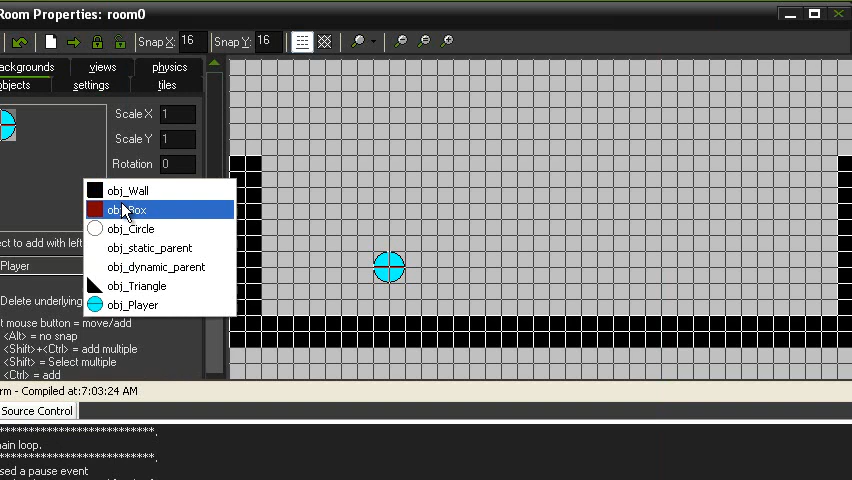 Room Properties: room0
Snap X: 16 Snap Y: 16
ackgrounds views physics
bjects settings tiles
Scale X 1
Scale Y 1
Rotation 0
obj_Wall
obj_Box
obj_Circle
obj_static_parent
obj_dynamic_parent
obj_Triangle
obj_Player
ect to add with left
Player
Delete underlying
t mouse button = move/add
<Alt> = no snap
<Shift>+<Ctrl> = add multiple
<Shift> = Select multiple
<Ctrl> = add
rm - Compiled at:7:03:24 AM
Source Control
**************************.
ain loop.
**************************.
sed a pause event